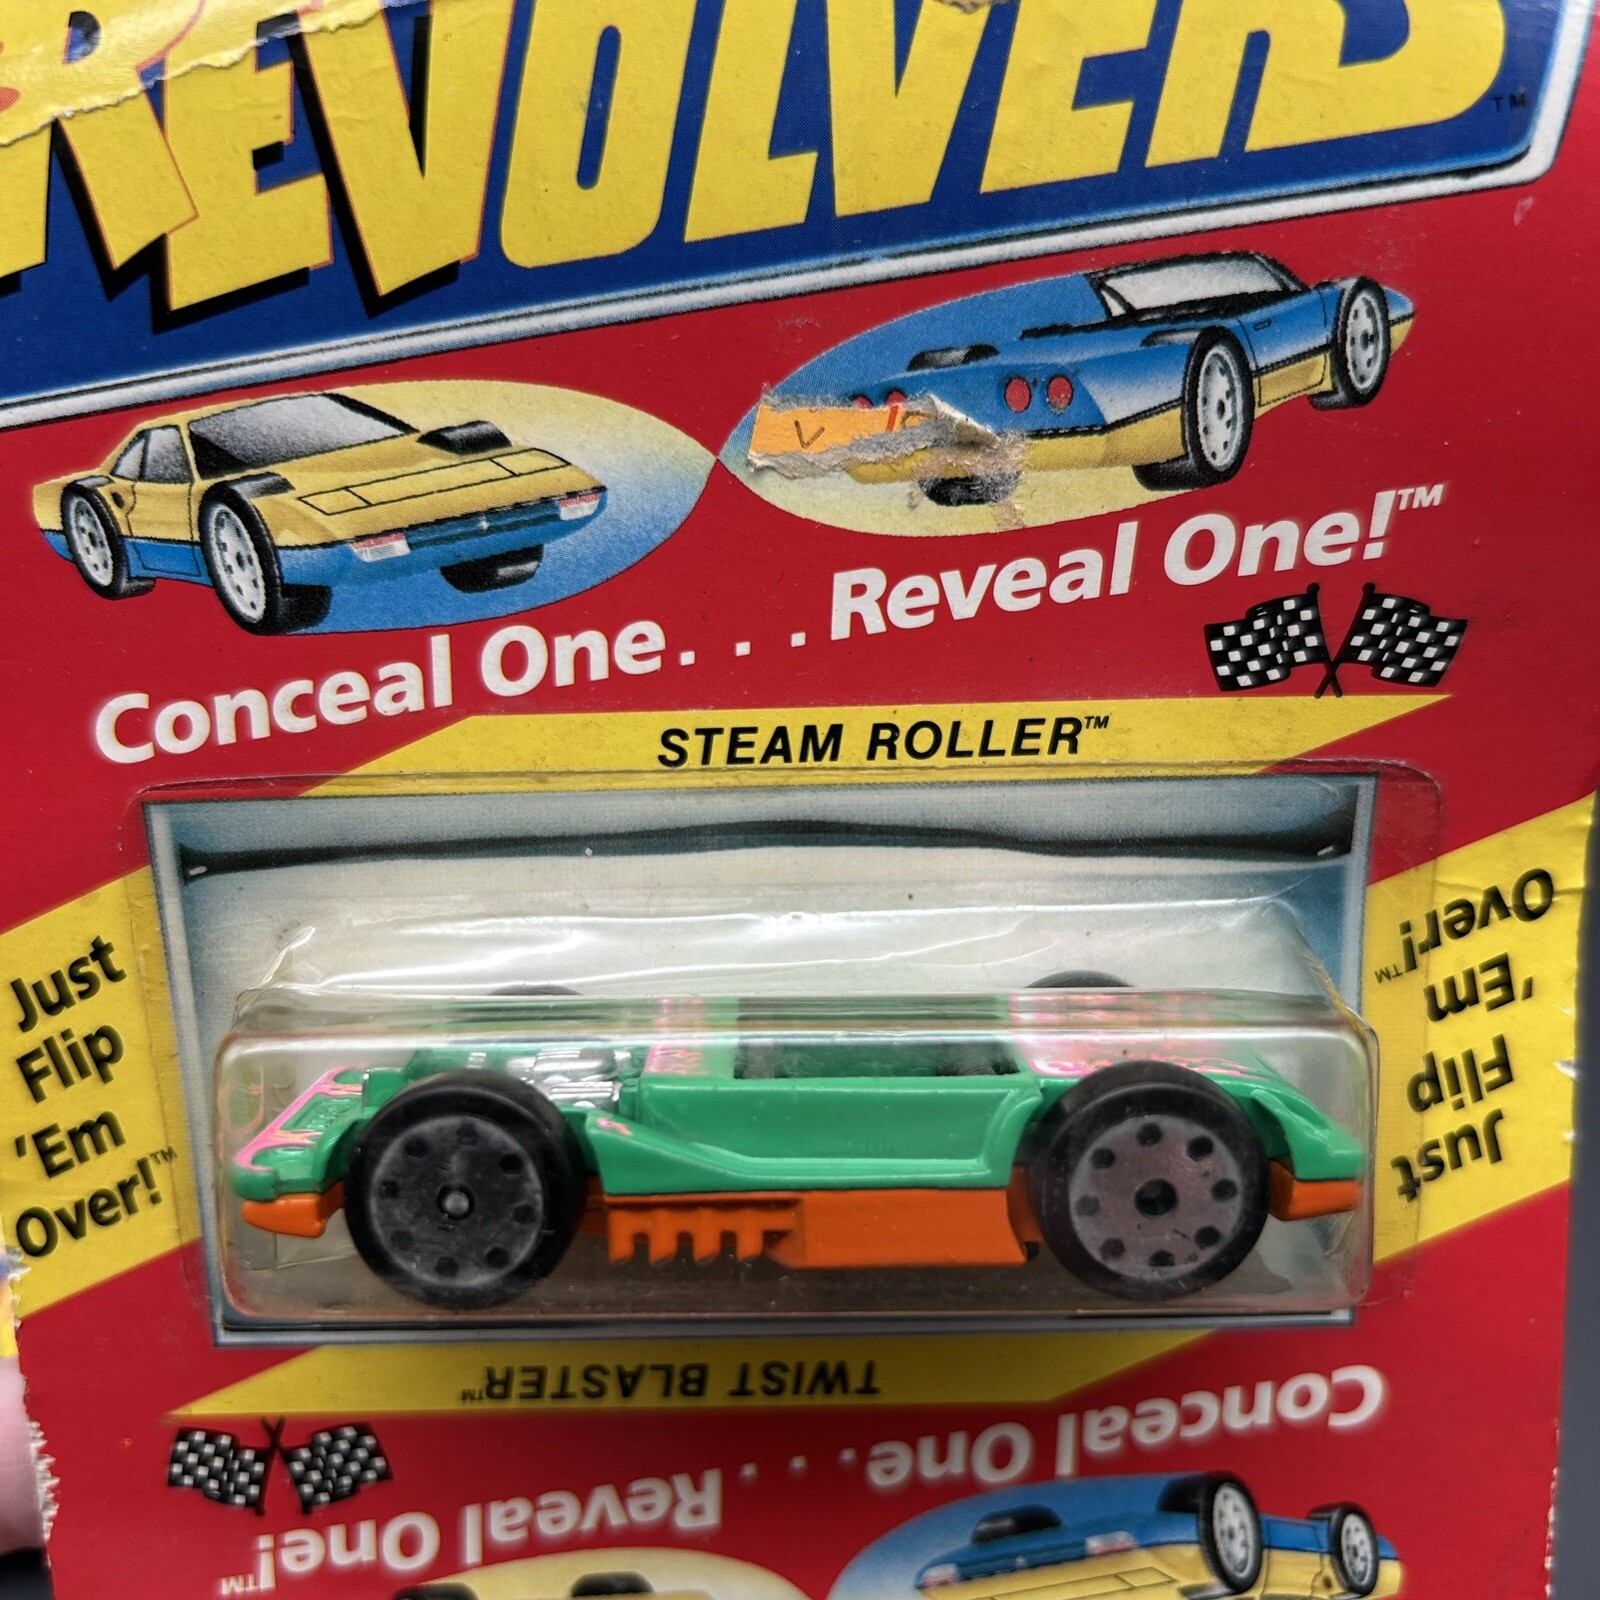 REVOLVERS™
Conceal One. . . Reveal One!™
STEAM ROLLER™
Just
Flip
'Em
Over!™
Just
Flip
'Em
Over!™
TWIST BLASTER™
Conceal One. . . Reveal One!™